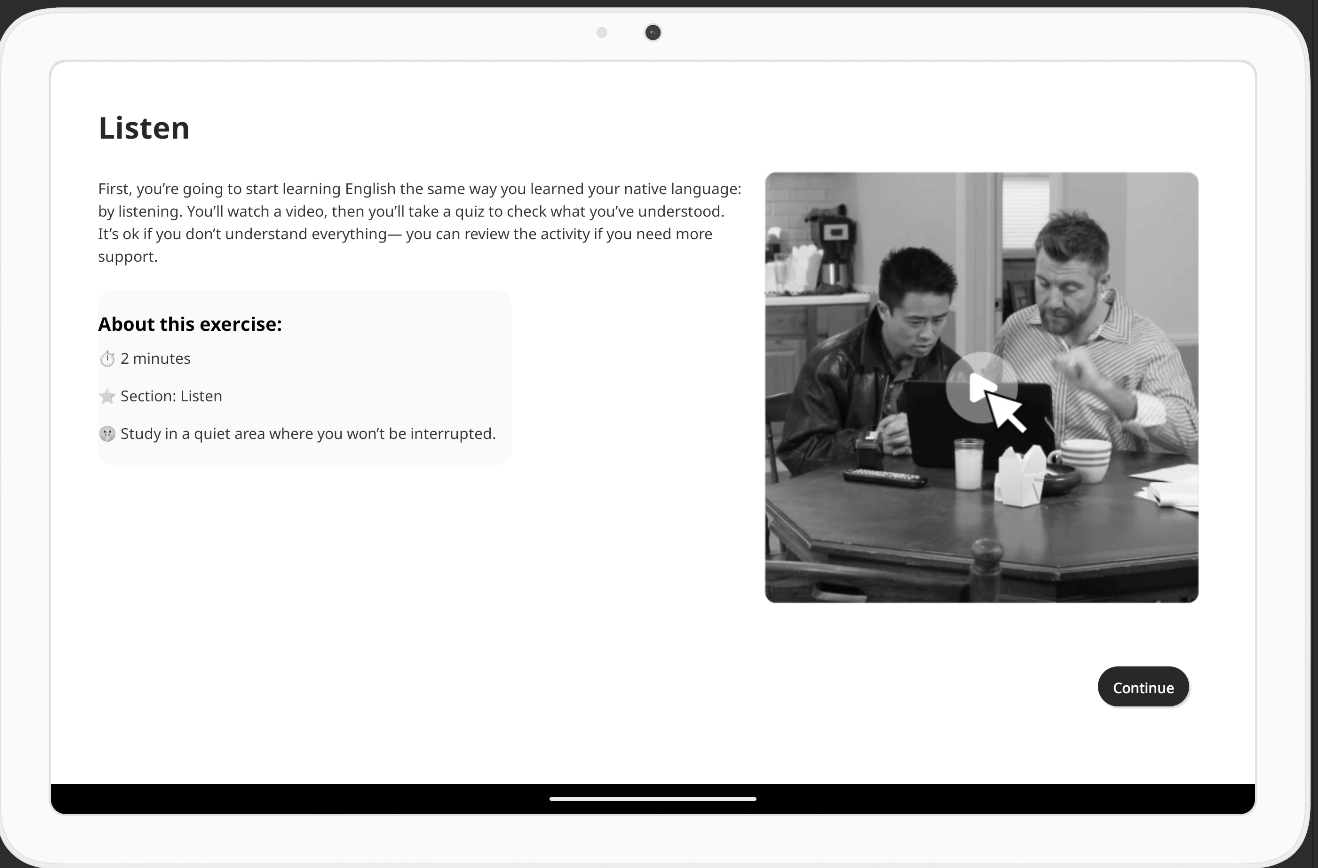 Listen
First, you’re going to start learning English the same way you learned your native language:
by listening. You’ll watch a video, then you’ll take a quiz to check what you’ve understood.
It’s ok if you don’t understand everything— you can review the activity if you need more
support.
About this exercise:
⏱️ 2 minutes
⭐ Section: Listen
🤫 Study in a quiet area where you won’t be interrupted.
Continue